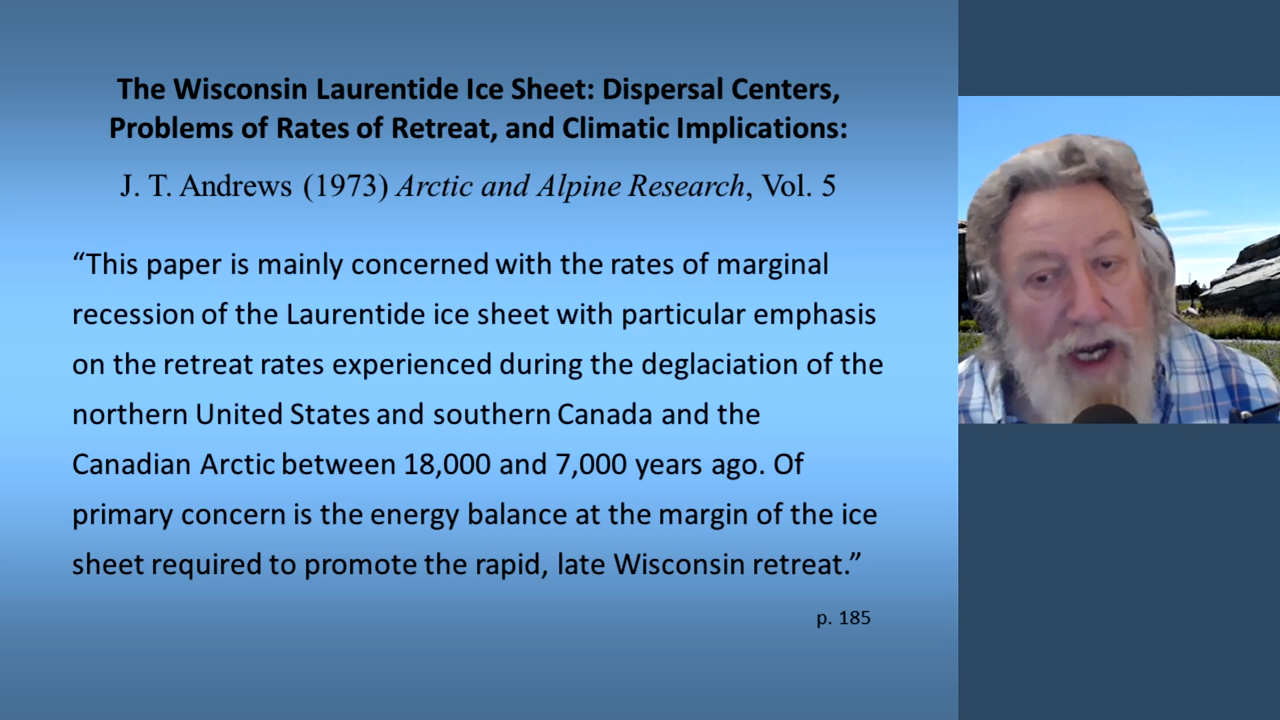 The Wisconsin Laurentide Ice Sheet: Dispersal Centers,
Problems of Rates of Retreat, and Climatic Implications:
J. T. Andrews (1973) Arctic and Alpine Research, Vol. 5
“This paper is mainly concerned with the rates of marginal
recession of the Laurentide ice sheet with particular emphasis
on the retreat rates experienced during the deglaciation of the
northern United States and southern Canada and the
Canadian Arctic between 18,000 and 7,000 years ago. Of
primary concern is the energy balance at the margin of the ice
sheet required to promote the rapid, late Wisconsin retreat.”
p. 185